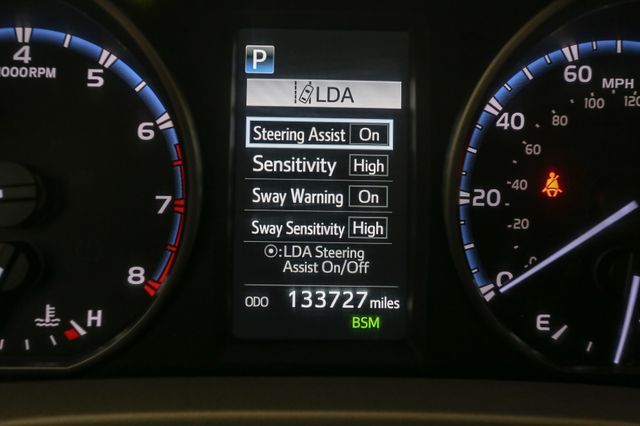 4
1000RPM
5
6
7
8
H
P
LDA
Steering Assist On
Sensitivity High
Sway Warning On
Sway Sensitivity High
:LDA Steering
Assist On/Off
ODO 133727 miles
BSM
60
MPH
100
120
40
80
60
20
40
20
0
E